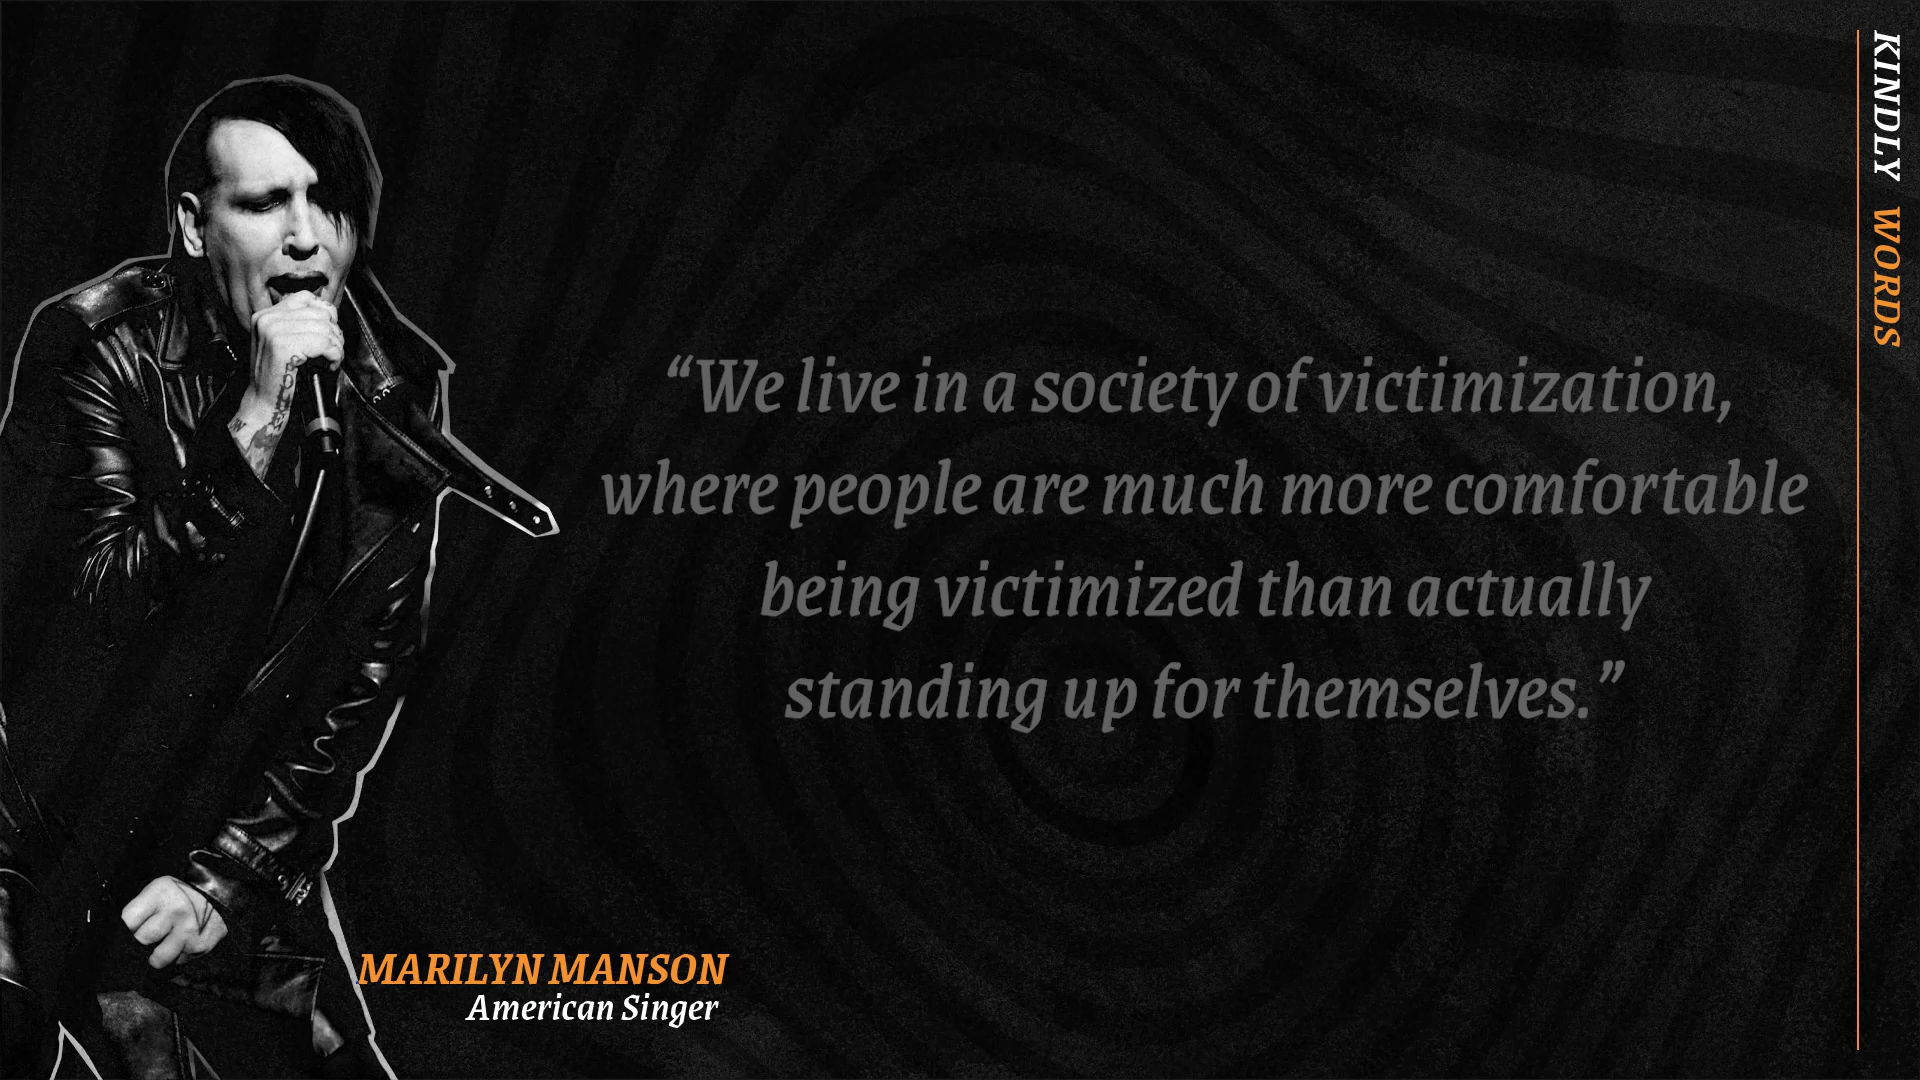 KINDLY WORDS
“We live in a society of victimization,
where people are much more comfortable
being victimized than actually
standing up for themselves.”
MARILYN MANSON
American Singer